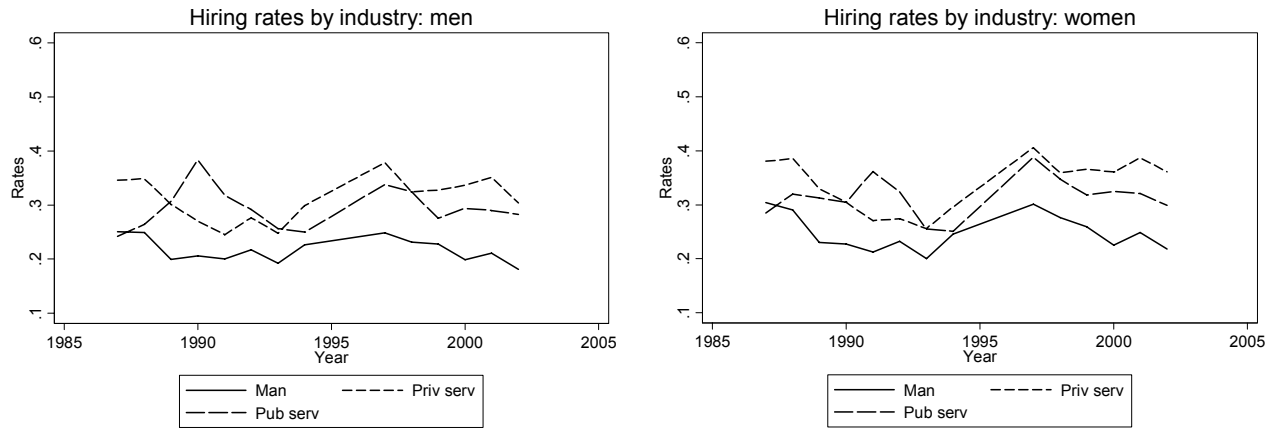 Hiring rates by industry: men
.6
.5
.4
.3
.2
.1
Rates
1985 1990 1995 2000 2005
Year
Man Priv serv
Pub serv
Hiring rates by industry: women
.6
.5
.4
.3
.2
.1
Rates
1985 1990 1995 2000 2005
Year
Man Priv serv
Pub serv